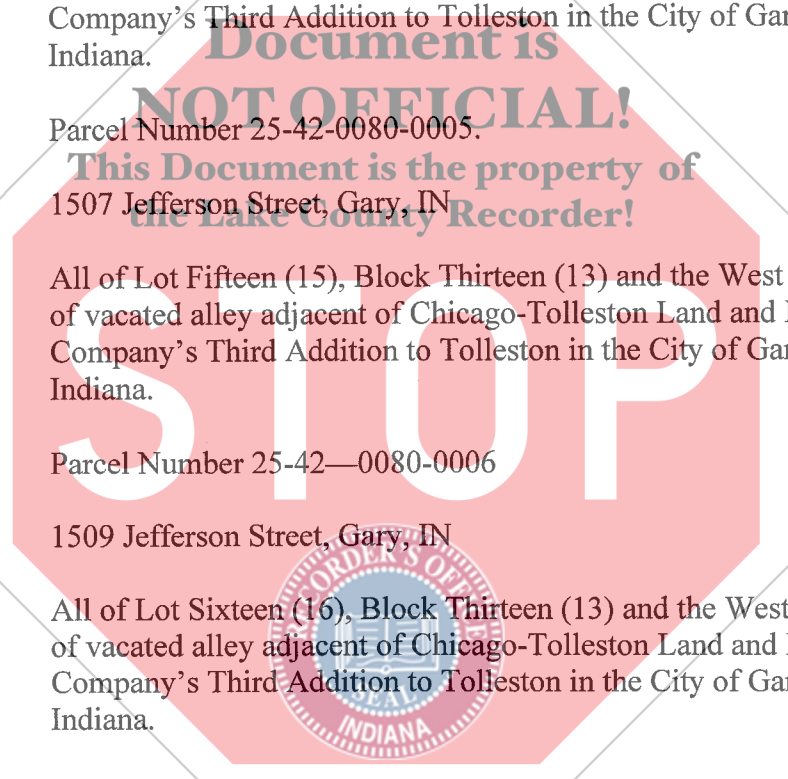 Company's Third Addition to Tolleston in the City of
Indiana.
Document is
NOT OFFICIAL!
Parcel Number 25-42-0080-0005.
This Document is the property of
1507 Jefferson Street, Gary, IN
the Lake County Recorder!
All of Lot Fifteen (15), Block Thirteen (13) and the West
of vacated alley adjacent of Chicago-Tolleston Land and
Company's Third Addition to Tolleston in the City of
Indiana.
STOP
Parcel Number 25-42—0080-0006
1509 Jefferson Street, Gary, IN
RECORDER'S OFFICE
All of Lot Sixteen (16), Block Thirteen (13) and the West
of vacated alley adjacent of Chicago-Tolleston Land and
Company's Third Addition to Tolleston in the City of
SEAL
Indiana.
INDIANA